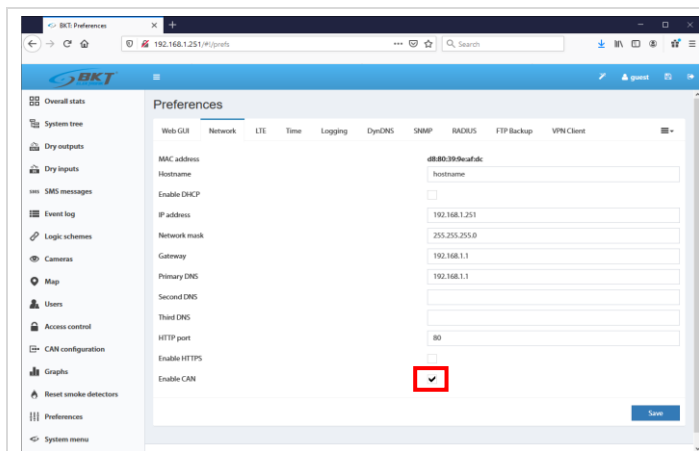 BKT: Preferences
192.168.1.251/#!/prefs
Search
BKT
guest
Overall stats
System tree
Dry outputs
Dry inputs
SMS messages
Event log
Logic schemes
Cameras
Map
Users
Access control
CAN configuration
Graphs
Reset smoke detectors
Preferences
System menu
Preferences
Web GUI Network LTE Time Logging DynDNS SNMP RADIUS FTP Backup VPN Client
MAC address d8:80:39:9e:af:dc
Hostname hostname
Enable DHCP
IP address 192.168.1.251
Network mask 255.255.255.0
Gateway 192.168.1.1
Primary DNS 192.168.1.1
Second DNS
Third DNS
HTTP port 80
Enable HTTPS
Enable CAN
Save